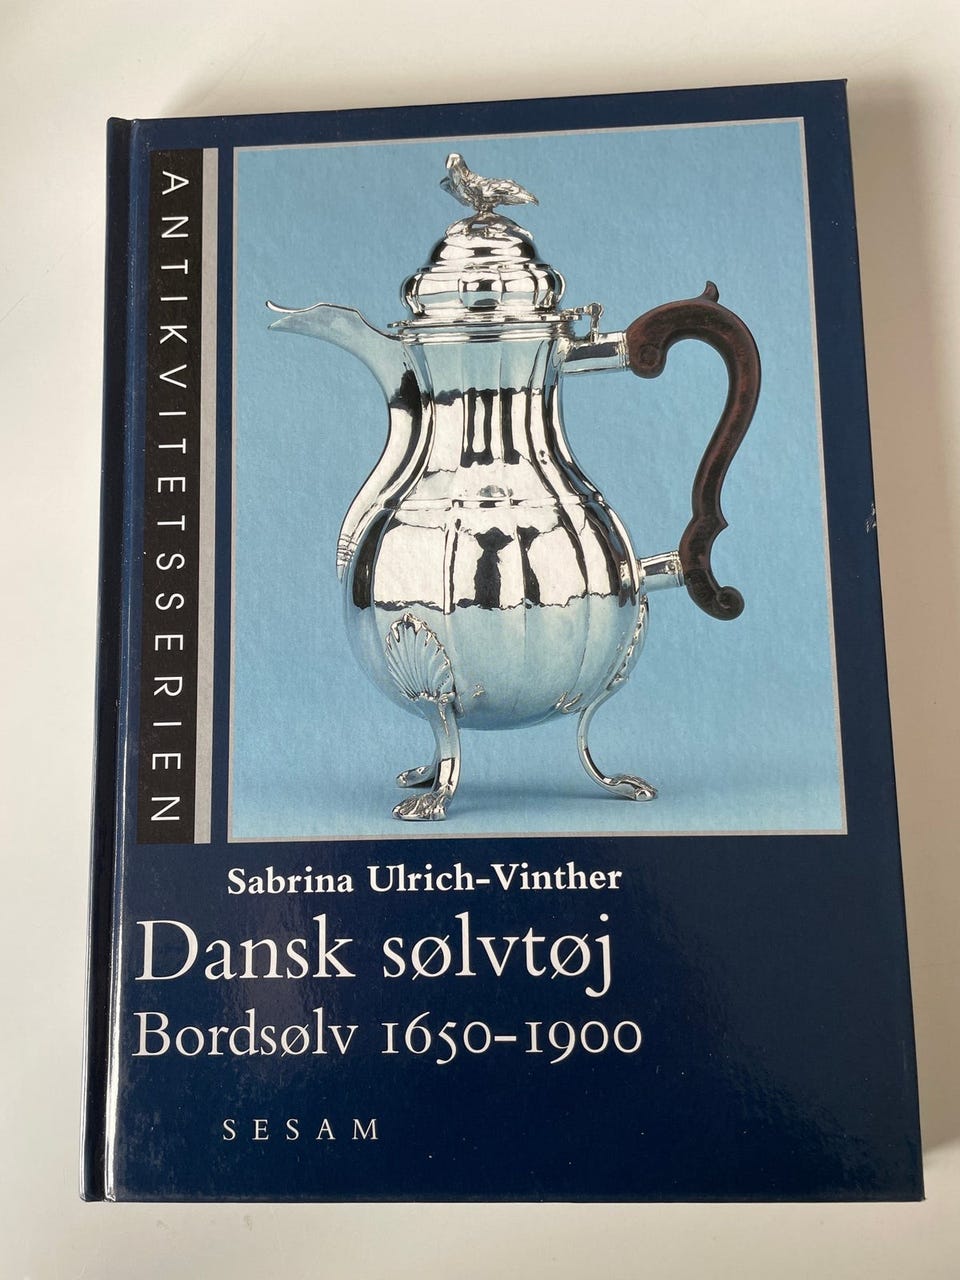 ANTIKVITETSSERIEN
Sabrina Ulrich-Vinther
Dansk sølvtøj
Bordsølv 1650-1900
SESAM